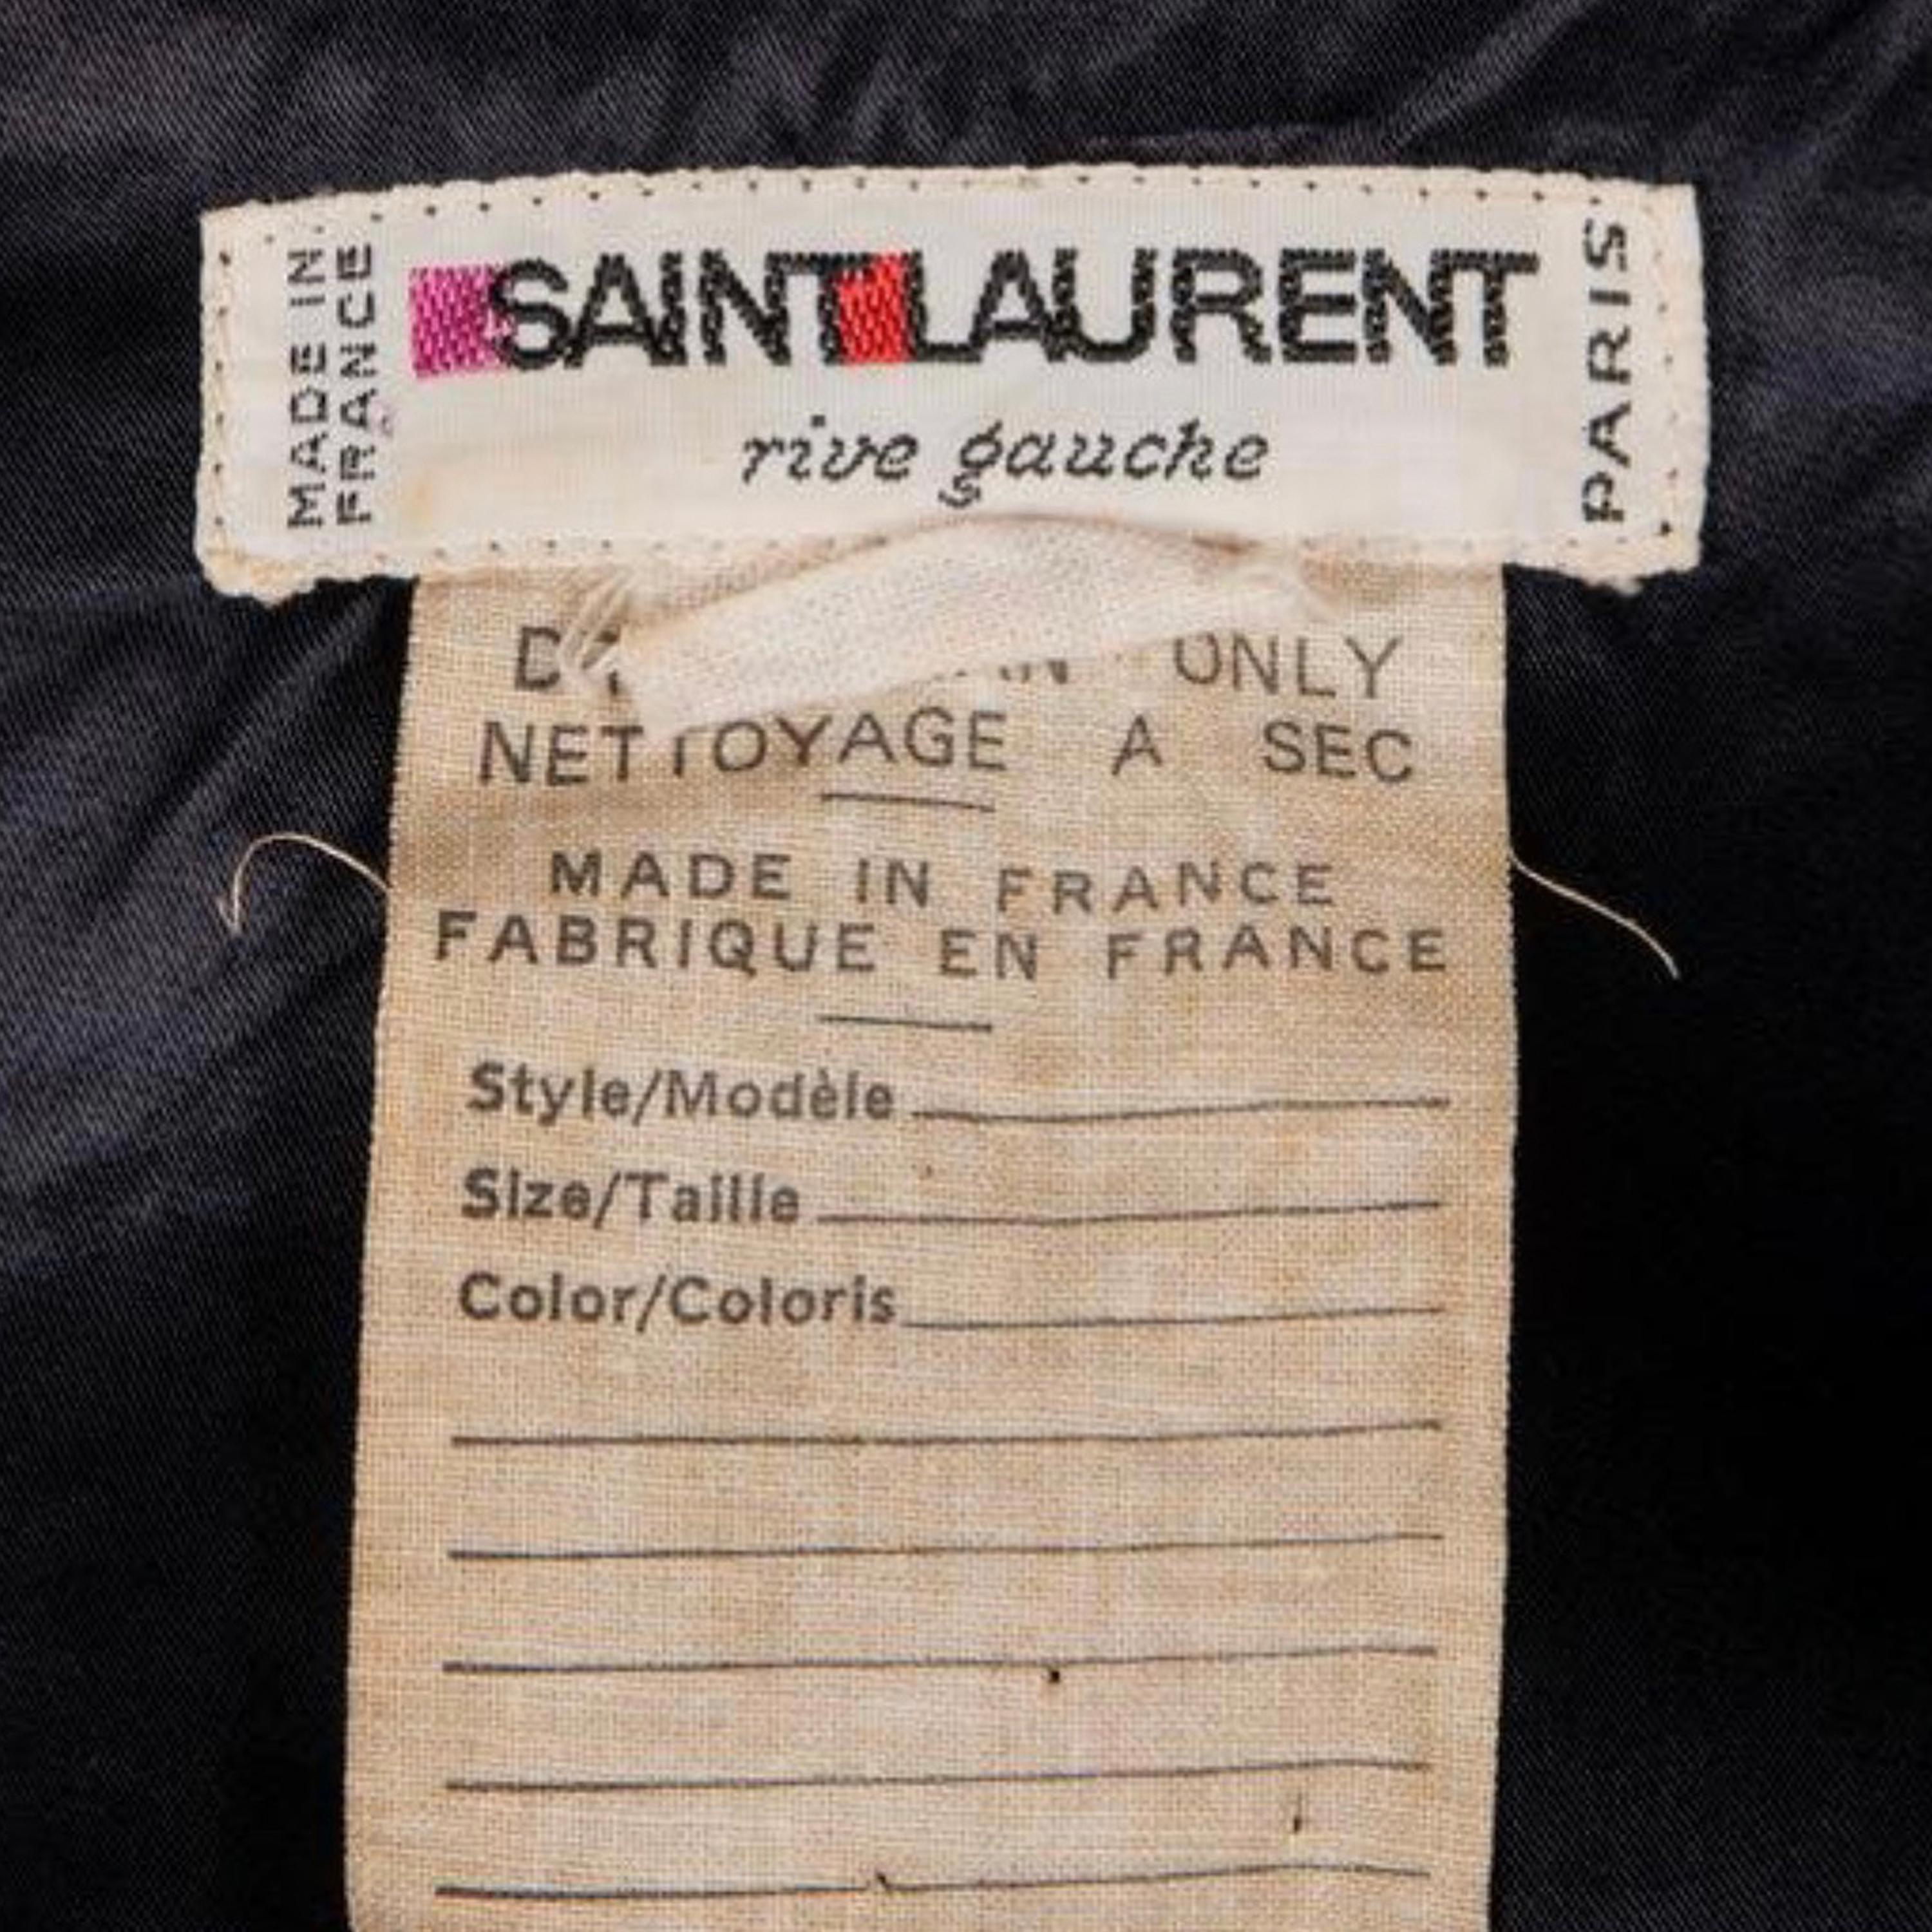 MADE IN
FRANCE
SAINT LAURENT
rive gauche
PARIS
ONLY
NETTOYAGE A SEC
MADE IN FRANCE
FABRIQUE EN FRANCE
Style/Modèle
Size/Taille
Color/Coloris